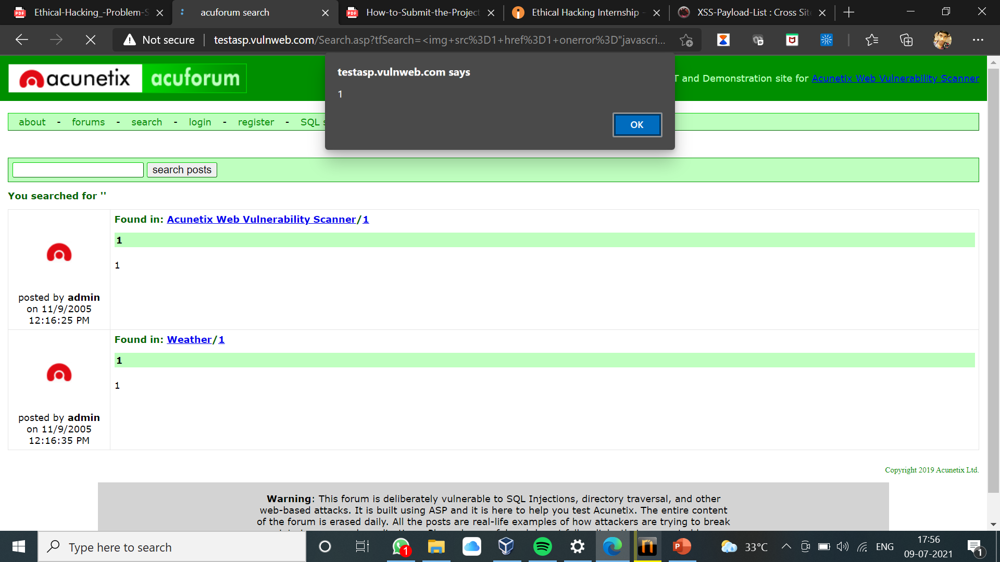 Ethical-Hacking_-Problem-S
acuforum search
How-to-Submit-the-Project
Ethical Hacking Internship -
XSS-Payload-List : Cross Site
Not secure
testasp.vulnweb.com/Search.asp?tfSearch=<img+src%3D1+href%3D1+onerror%3D"javascri...
acunetix acuforum
T and Demonstration site for Acunetix Web Vulnerability Scanner
testasp.vulnweb.com says
1
OK
about - forums - search - login - register - SQL s
search posts
You searched for ''
Found in: Acunetix Web Vulnerability Scanner/1
1
1
posted by admin
on 11/9/2005
12:16:25 PM
Found in: Weather/1
1
1
posted by admin
on 11/9/2005
12:16:35 PM
Copyright 2019 Acunetix Ltd.
Warning: This forum is deliberately vulnerable to SQL Injections, directory traversal, and other
web-based attacks. It is built using ASP and it is here to help you test Acunetix. The entire content
of the forum is erased daily. All the posts are real-life examples of how attackers are trying to break
Type here to search
1
33°C
ENG
17:56
09-07-2021
1